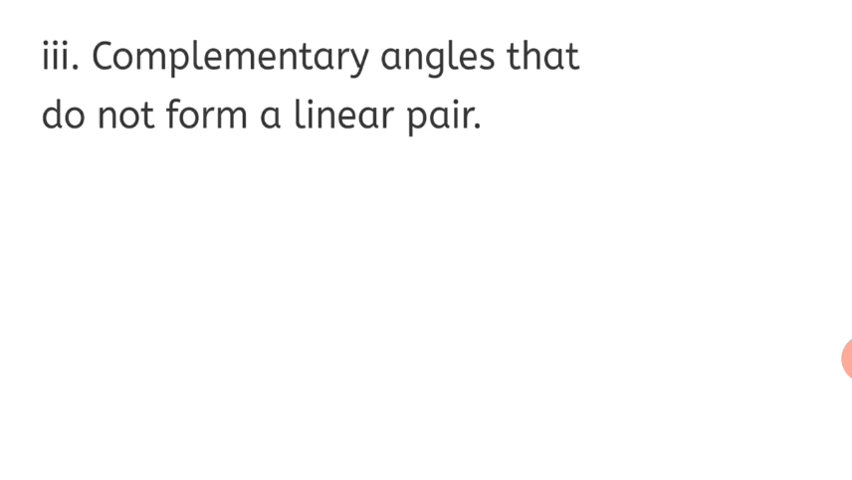 iii. Complementary angles that
do not form a linear pair.